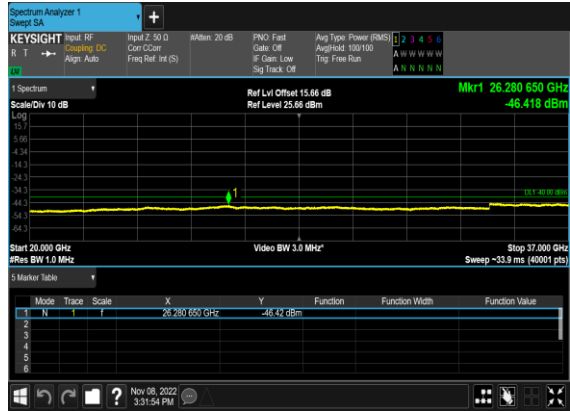 Spectrum Analyzer 1
Swept SA
+
KEYSIGHT Input: RF Input Z: 50 Ω #Atten: 20 dB PNO: Fast Avg Type: Power (RMS) 1 2 3 4 5 6
R T Coupling: DC Corr CCorr Gate: Off Avg|Hold: 100/100 A W W W W W
Align: Auto Freq Ref: Int (S) IF Gain: Low Trig: Free Run
Sig Track: Off A N N N N N
1 Spectrum
Ref Lvl Offset 15.66 dB Mkr1 26.280 650 GHz
Scale/Div 10 dB Ref Level 25.66 dBm -46.418 dBm
Log
15.7
5.66
-4.34
-14.3
-24.3
-34.3
1 DL1 -40.00 dBm
-44.3
-54.3
-64.3
Start 20.000 GHz Video BW 3.0 MHz* Stop 37.000 GHz
#Res BW 1.0 MHz Sweep ~33.9 ms (40001 pts)
5 Marker Table
Mode Trace Scale X Y Function Function Width Function Value
1 N 1 f 26.280 650 GHz -46.42 dBm
2
3
4
5
6
? Nov 08, 2022
3:31:54 PM